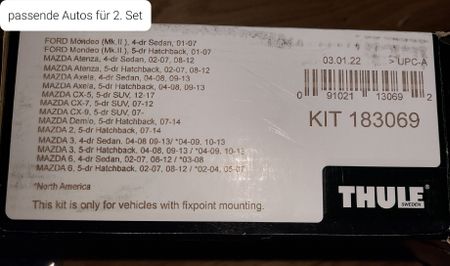 passende Autos für 2. Set
FORD Mondeo (Mk.II), 4-dr Sedan, 01-07
FORD Mondeo (Mk.II), 5-dr Hatchback, 01-07
MAZDA Atenza, 4-dr Sedan, 02-07, 08-12
MAZDA Atenza, 5-dr Hatchback, 02-07, 08-12
MAZDA Axela, 4-dr Sedan, 04-08, 09-13
MAZDA Axela, 5-dr Hatchback, 04-08, 09-13
MAZDA CX-5, 5-dr SUV, 12-17
MAZDA CX-7, 5-dr SUV, 07-12
MAZDA CX-9, 5-dr SUV, 07-
MAZDA Demio, 5-dr Hatchback, 07-14
MAZDA 2, 5-dr Hatchback, 07-14
MAZDA 3, 4-dr Sedan, 04-08 09-13/ *04-09, 10-13
MAZDA 3, 5-dr Hatchback, 04-08, 09-13 / *04-09, 10-13
MAZDA 6, 4-dr Sedan, 02-07, 08-12 / *03-08
MAZDA 6, 5-dr Hatchback, 02-07, 08-12 / *02-04, 05-07
*North America
This kit is only for vehicles with fixpoint mounting.
03.01.22 > UPC-A
0 91021 13069 2
KIT 183069
THULE
SWEDEN